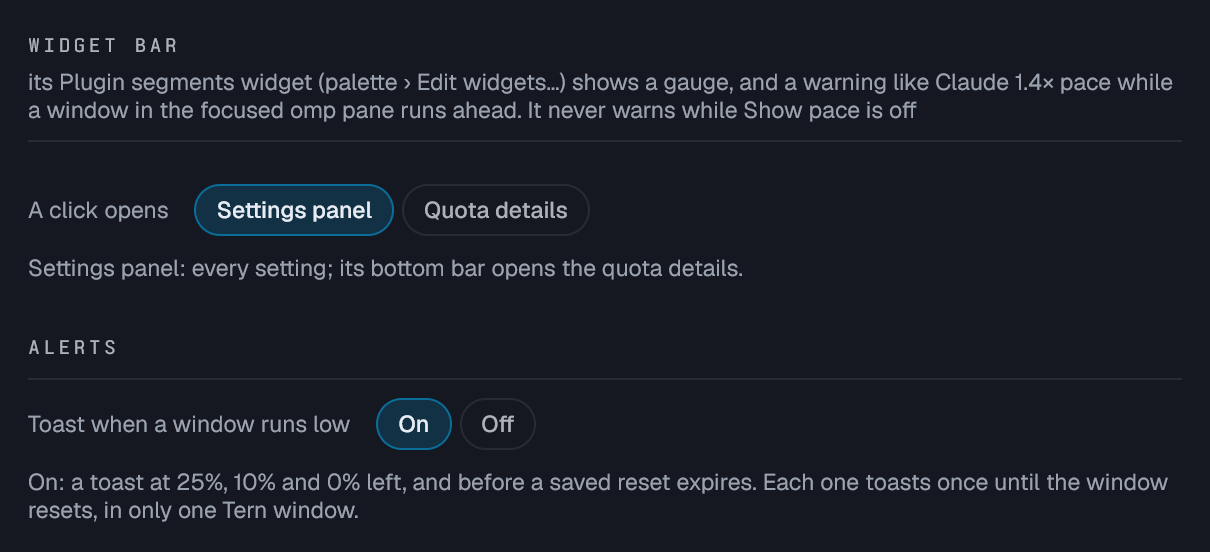 WIDGET BAR
its Plugin segments widget (palette › Edit widgets…) shows a gauge, and a warning like Claude 1.4× pace while
a window in the focused omp pane runs ahead. It never warns while Show pace is off
A click opens Settings panel Quota details
Settings panel: every setting; its bottom bar opens the quota details.
ALERTS
Toast when a window runs low On Off
On: a toast at 25%, 10% and 0% left, and before a saved reset expires. Each one toasts once until the window
resets, in only one Tern window.